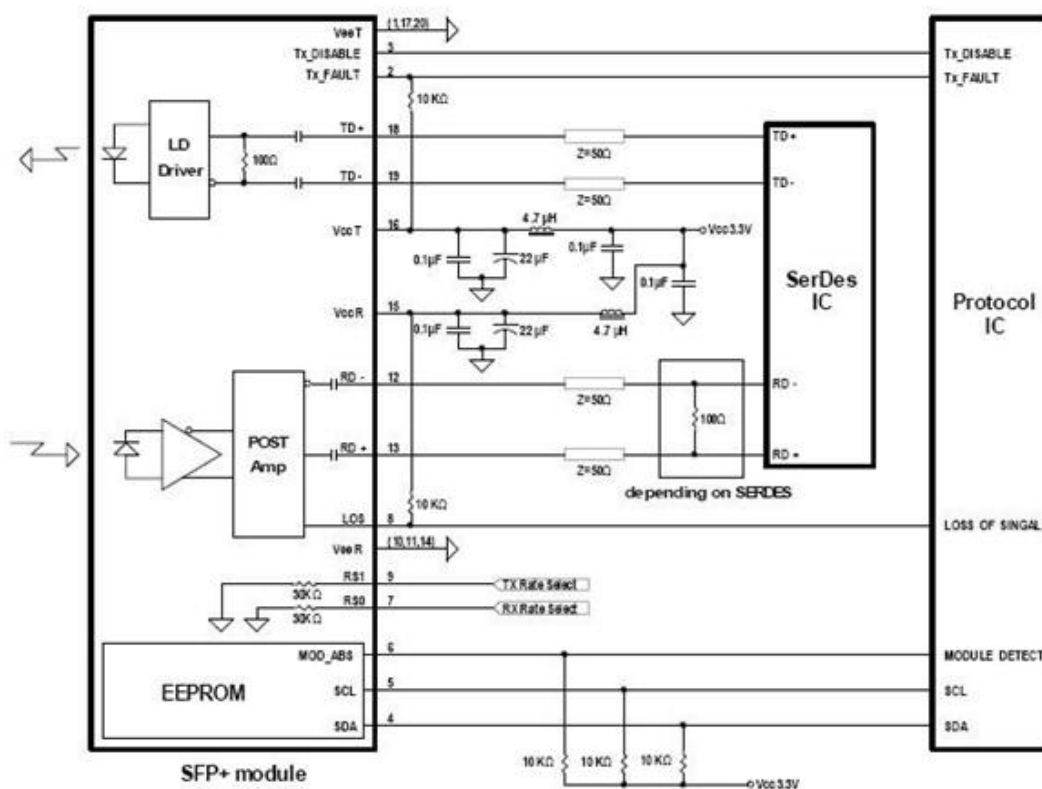 VeeT (1,17,20)
Tx_DISABLE 3 Tx_DISABLE
Tx_FAULT 2 Tx_FAULT
10 KΩ
LD
Driver
100Ω
TD+ 18 Z=50Ω TD+
TD- 19 Z=50Ω TD-
VccT 16 4.7 μH Vcc3.3V
0.1μF 22 μF 0.1μF 0.1μF
SerDes
IC
Protocol
IC
VccR 15 4.7 μH
0.1μF 22 μF
RD - 12 Z=50Ω RD -
100Ω
POST
Amp
RD + 13 Z=50Ω RD +
depending on SERDES
10 KΩ
LOS 8 LOSS OF SINGAL
VeeR (10,11,14)
RS1 9 TX Rate Select
30KΩ
RS0 7 RX Rate Select
30KΩ
MOD_ABS 6 MODULE DETECT
EEPROM
SCL 5 SCL
SDA 4 SDA
10 KΩ 10 KΩ 10 KΩ
Vcc3.3V
SFP+ module